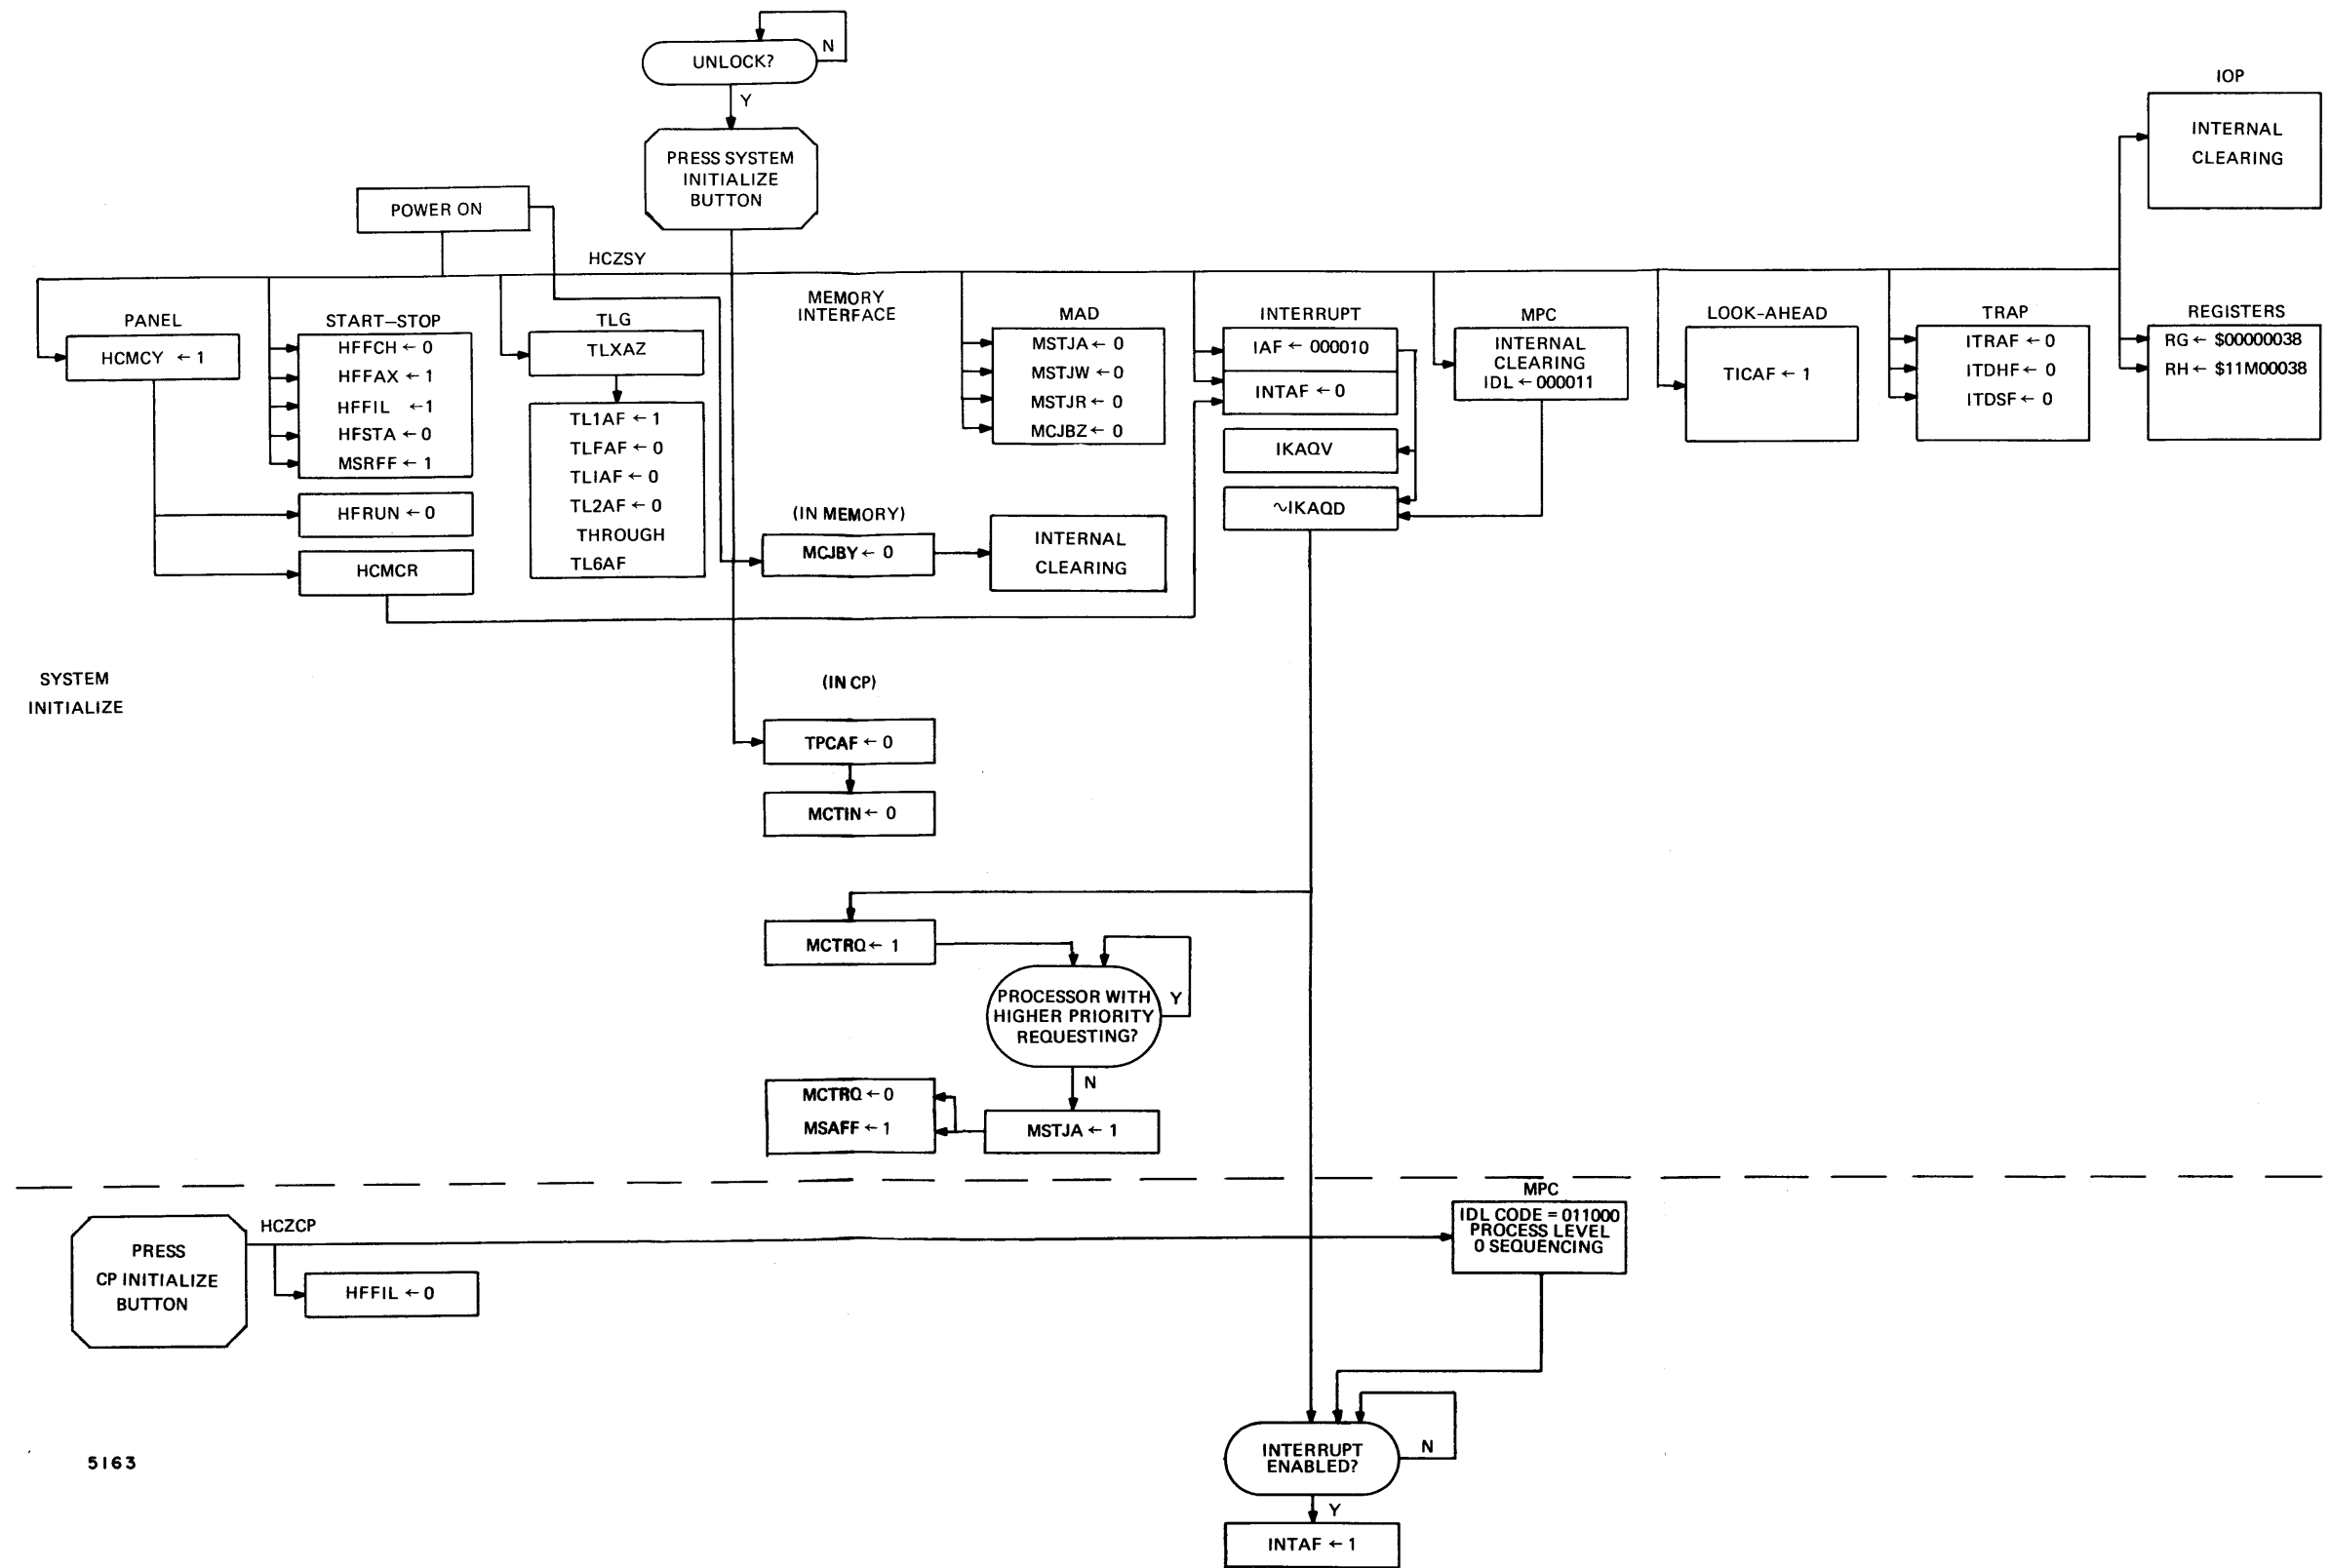 N
UNLOCK?
Y
IOP
INTERNAL
CLEARING
PRESS SYSTEM
INITIALIZE
BUTTON
POWER ON
HCZSY
PANEL
HCMCY ← 1
START–STOP
HFFCH ← 0
HFFAX ← 1
HFFIL ← 1
HFSTA ← 0
MSRFF ← 1
HFRUN ← 0
HCMCR
TLG
TLXAZ
TL1AF ← 1
TLFAF ← 0
TLIAF ← 0
TL2AF ← 0
THROUGH
TL6AF
MEMORY
INTERFACE
(IN MEMORY)
MCJBY ← 0
INTERNAL
CLEARING
MAD
MSTJA ← 0
MSTJW ← 0
MSTJR ← 0
MCJBZ ← 0
INTERRUPT
IAF ← 000010
INTAF ← 0
IKAQV
∼IKAQD
MPC
INTERNAL
CLEARING
IDL ← 000011
LOOK-AHEAD
TICAF ← 1
TRAP
ITRAF ← 0
ITDHF ← 0
ITDSF ← 0
REGISTERS
RG ← $00000038
RH ← $11M00038
SYSTEM
INITIALIZE
(IN CP)
TPCAF ← 0
MCTIN ← 0
MCTRQ ← 1
PROCESSOR WITH
HIGHER PRIORITY
REQUESTING?
Y
N
MCTRQ ← 0
MSAFF ← 1
MSTJA ← 1
MPC
IDL CODE = 011000
PROCESS LEVEL
0 SEQUENCING
HCZCP
PRESS
CP INITIALIZE
BUTTON
HFFIL ← 0
INTERRUPT
ENABLED?
N
Y
INTAF ← 1
5163